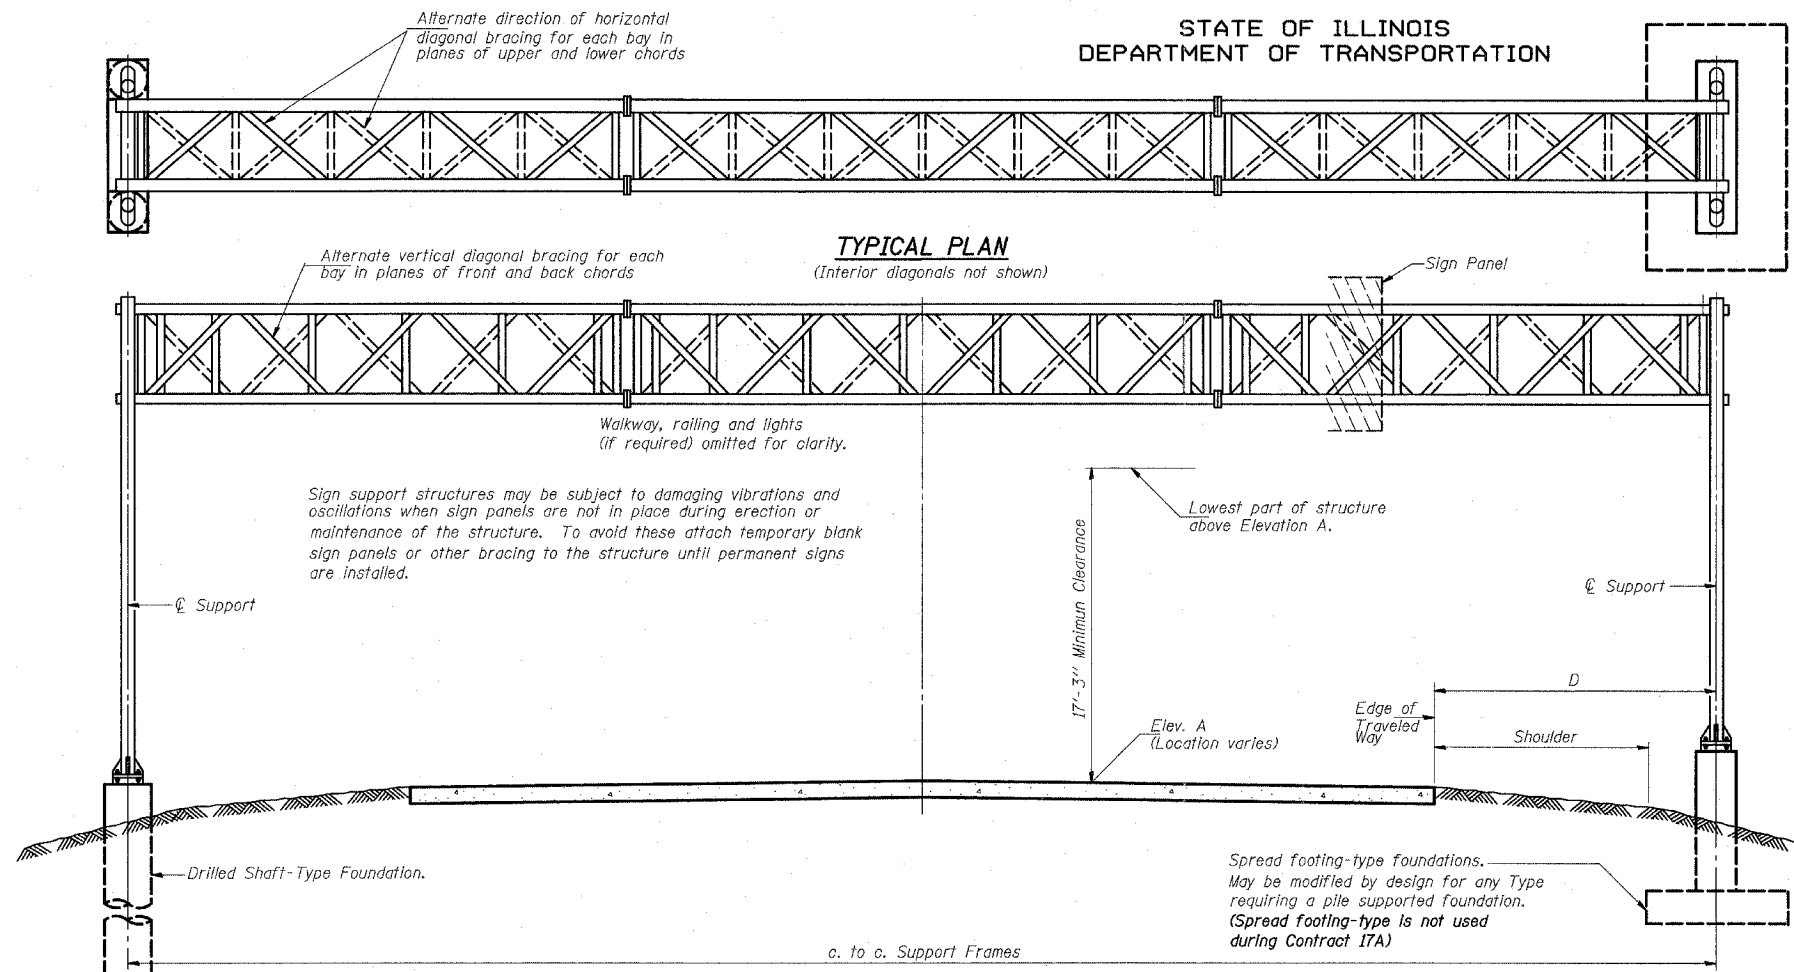 Alternate direction of horizontal
diagonal bracing for each bay in
planes of upper and lower chords
STATE OF ILLINOIS
DEPARTMENT OF TRANSPORTATION
TYPICAL PLAN
(Interior diagonals not shown)
Alternate vertical diagonal bracing for each
bay in planes of front and back chords
Sign Panel
Walkway, railing and lights
(if required) omitted for clarity.
Sign support structures may be subject to damaging vibrations and
oscillations when sign panels are not in place during erection or
maintenance of the structure. To avoid these attach temporary blank
sign panels or other bracing to the structure until permanent signs
are installed.
Lowest part of structure
above Elevation A.
17'-3" Minimun Clearance
℄ Support
℄ Support
D
Edge of
Traveled
Way
Shoulder
Elev. A
(Location varies)
Drilled Shaft-Type Foundation.
Spread footing-type foundations.
May be modified by design for any Type
requiring a pile supported foundation.
(Spread footing-type is not used
during Contract 17A)
c. to c. Support Frames